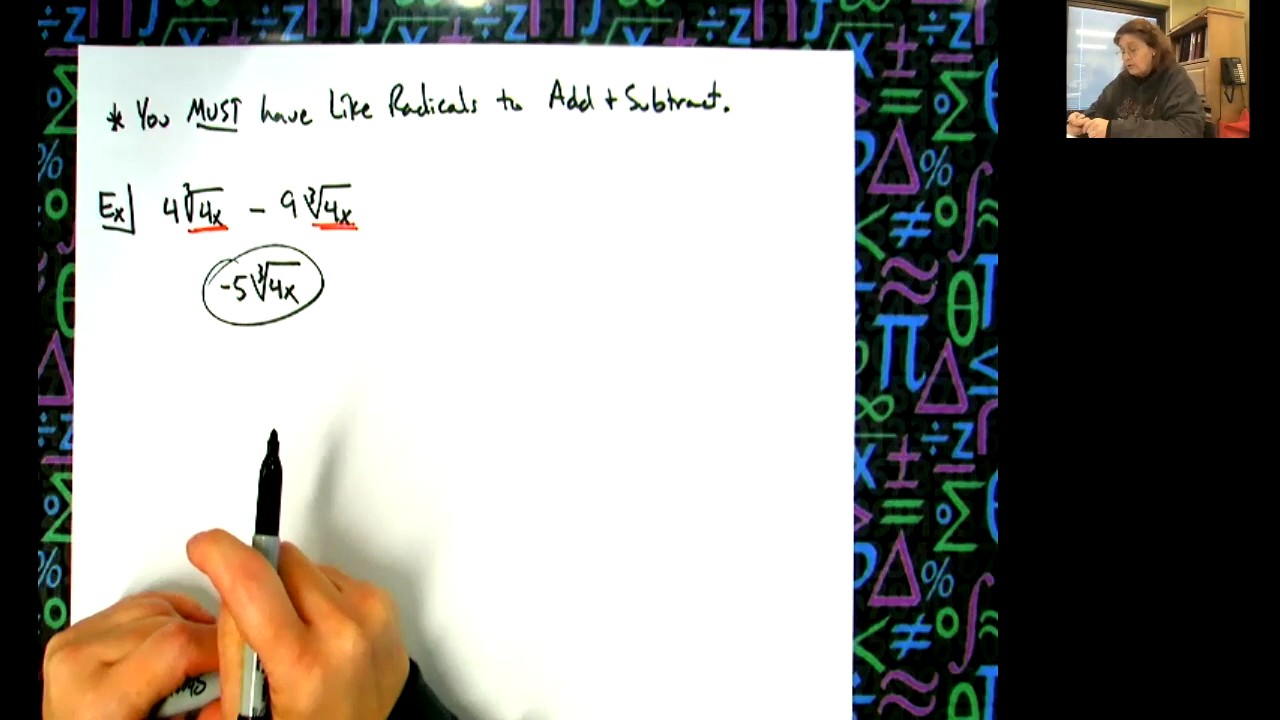 * You MUST have Like Radicals to Add + Subtract.
Ex] 4∛4x - 9∛4x
-5∛4x